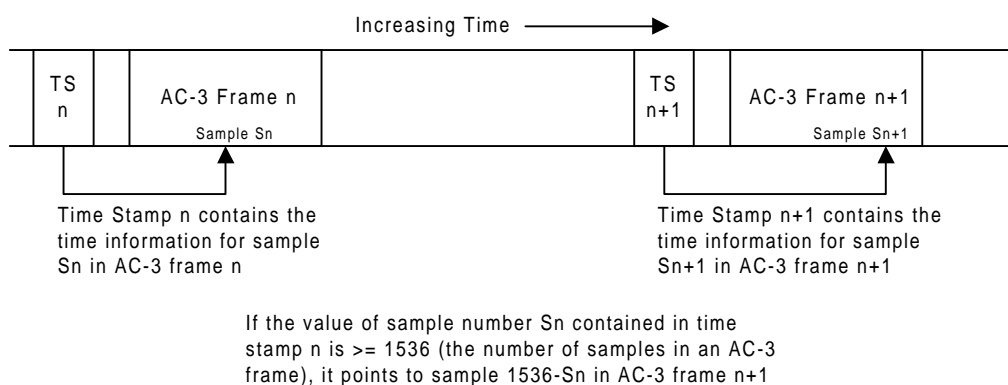 Increasing Time
TS
n
AC-3 Frame n
Sample Sn
TS
n+1
AC-3 Frame n+1
Sample Sn+1
Time Stamp n contains the
time information for sample
Sn in AC-3 frame n
Time Stamp n+1 contains the
time information for sample
Sn+1 in AC-3 frame n+1
If the value of sample number Sn contained in time
stamp n is >= 1536 (the number of samples in an AC-3
frame), it points to sample 1536-Sn in AC-3 frame n+1